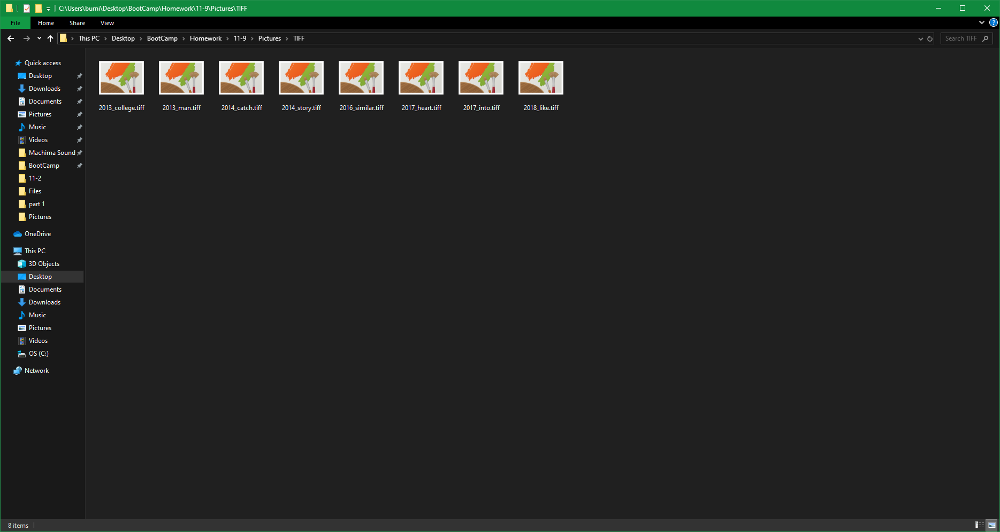 C:\Users\burni\Desktop\BootCamp\Homework\11-9\Pictures\TIFF
File Home Share View
This PC Desktop BootCamp Homework 11-9 Pictures TIFF
Search TIFF
Quick access
Desktop
Downloads
Documents
Pictures
Music
Videos
Machima Sound
BootCamp
11-2
Files
part 1
Pictures
OneDrive
This PC
3D Objects
Desktop
Documents
Downloads
Music
Pictures
Videos
OS (C:)
Network
2013_college.tiff 2013_man.tiff 2014_catch.tiff 2014_story.tiff 2016_similar.tiff 2017_heart.tiff 2017_into.tiff 2018_like.tiff
8 items